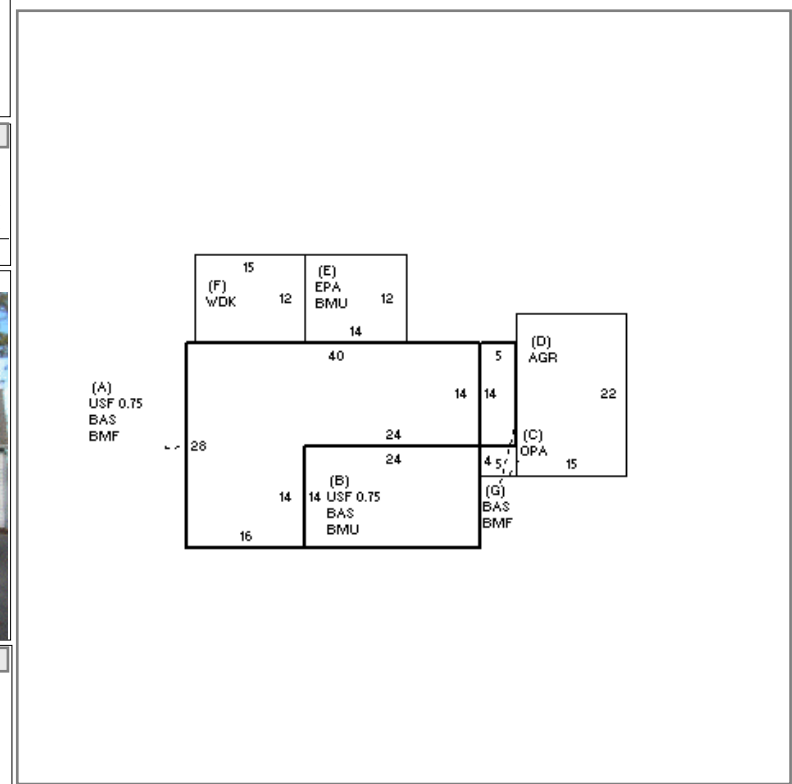 15
(F)
WDK
12
(E)
EPA
BMU
12
14
40
5
(D)
AGR
22
14
14
(A)
USF 0.75
BAS
BMF
28
24
24
(C)
OPA
4
5
15
14
14
(B)
USF 0.75
BAS
BMU
(G)
BAS
BMF
16